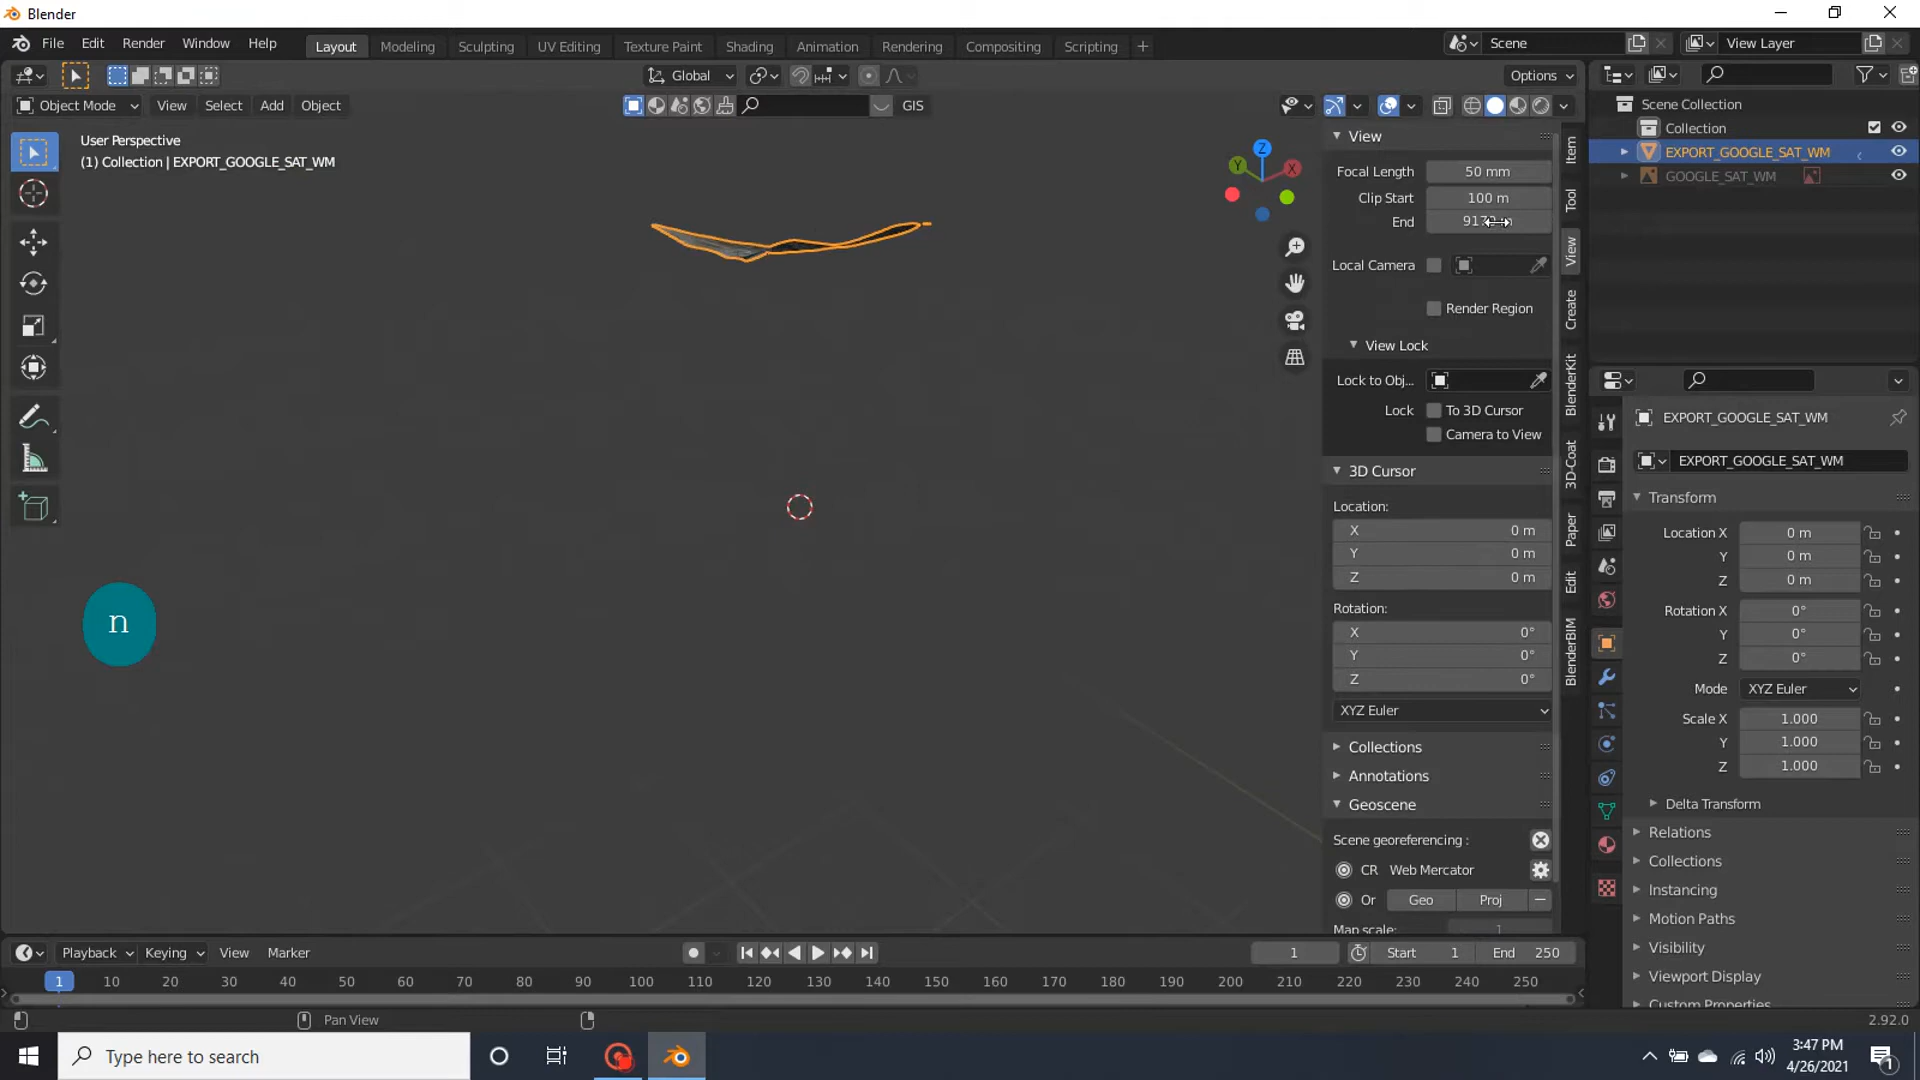 Blender
File Edit Render Window Help
Layout Modeling Sculpting UV Editing Texture Paint Shading Animation Rendering Compositing Scripting +
Scene
View Layer
Global
Options
Object Mode View Select Add Object
GIS
User Perspective
(1) Collection | EXPORT_GOOGLE_SAT_WM
Z
Y
X
View
Focal Length 50 mm
Clip Start 100 m
End
Local Camera
Render Region
View Lock
Lock to Obj...
Lock To 3D Cursor
Camera to View
3D Cursor
Location:
X 0 m
Y 0 m
Z 0 m
Rotation:
X 0°
Y 0°
Z 0°
XYZ Euler
Collections
Annotations
Geoscene
Scene georeferencing :
CR Web Mercator
Or Geo Proj
Map scale: 1
Item
Tool
View
Create
BlenderKit
3D-Coat
Paper
Edit
BlenderBIM
Scene Collection
Collection
EXPORT_GOOGLE_SAT_WM
GOOGLE_SAT_WM
EXPORT_GOOGLE_SAT_WM
EXPORT_GOOGLE_SAT_WM
Transform
Location X 0 m
Y 0 m
Z 0 m
Rotation X 0°
Y 0°
Z 0°
Mode XYZ Euler
Scale X 1.000
Y 1.000
Z 1.000
Delta Transform
Relations
Collections
Instancing
Motion Paths
Visibility
Viewport Display
Custom Properties
n
Playback Keying View Marker
1 Start 1 End 250
1 10 20 30 40 50 60 70 80 90 100 110 120 130 140 150 160 170 180 190 200 210 220 230 240 250
Pan View
2.92.0
Type here to search
3:47 PM
4/26/2021
1